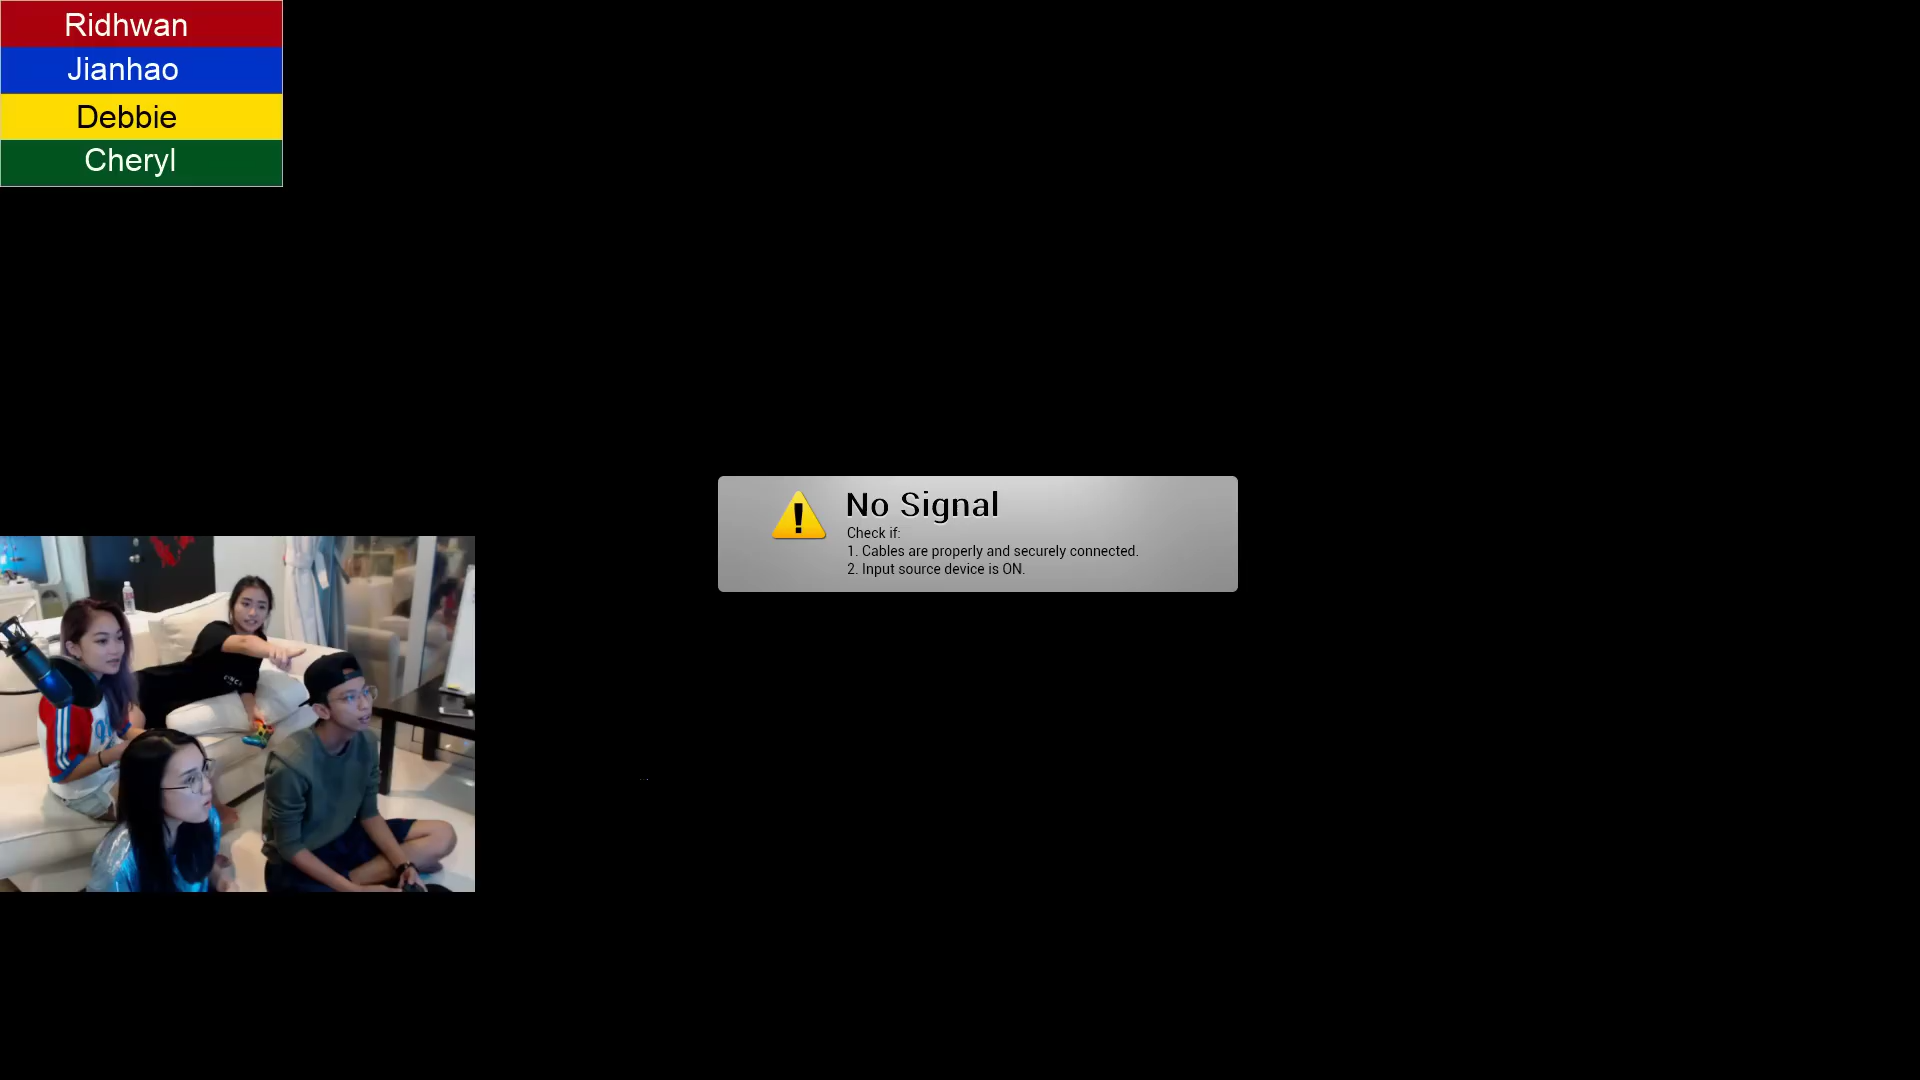 Ridhwan
Jianhao
Debbie
Cheryl
No Signal
Check if:
1. Cables are properly and securely connected.
2. Input source device is ON.